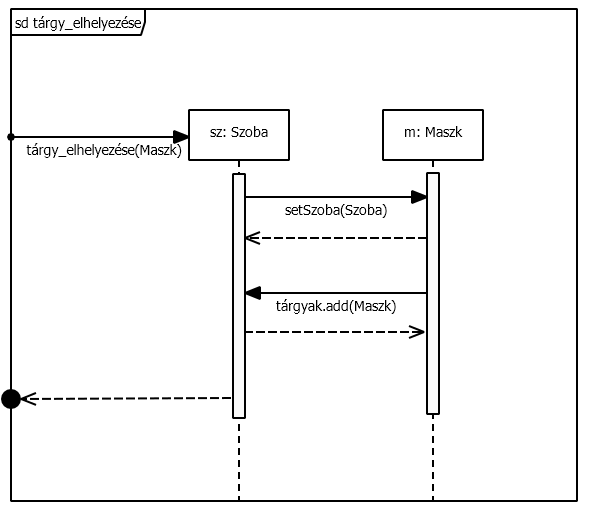 sd tárgy_elhelyezése
sz: Szoba
m: Maszk
tárgy_elhelyezése(Maszk)
setSzoba(Szoba)
tárgyak.add(Maszk)